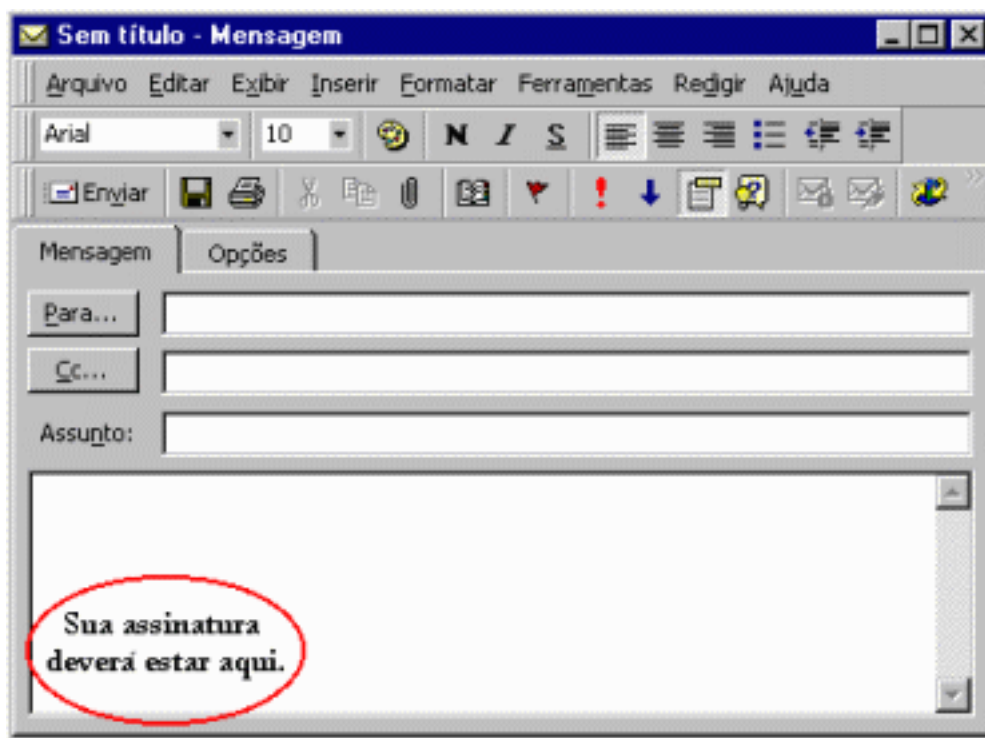 Sem título - Mensagem
Arquivo Editar Exibir Inserir Formatar Ferramentas Redigir Ajuda
Arial 10 N I S
Enviar
Mensagem Opções
Para...
Cc...
Assunto:
Sua assinatura
deverá estar aqui.